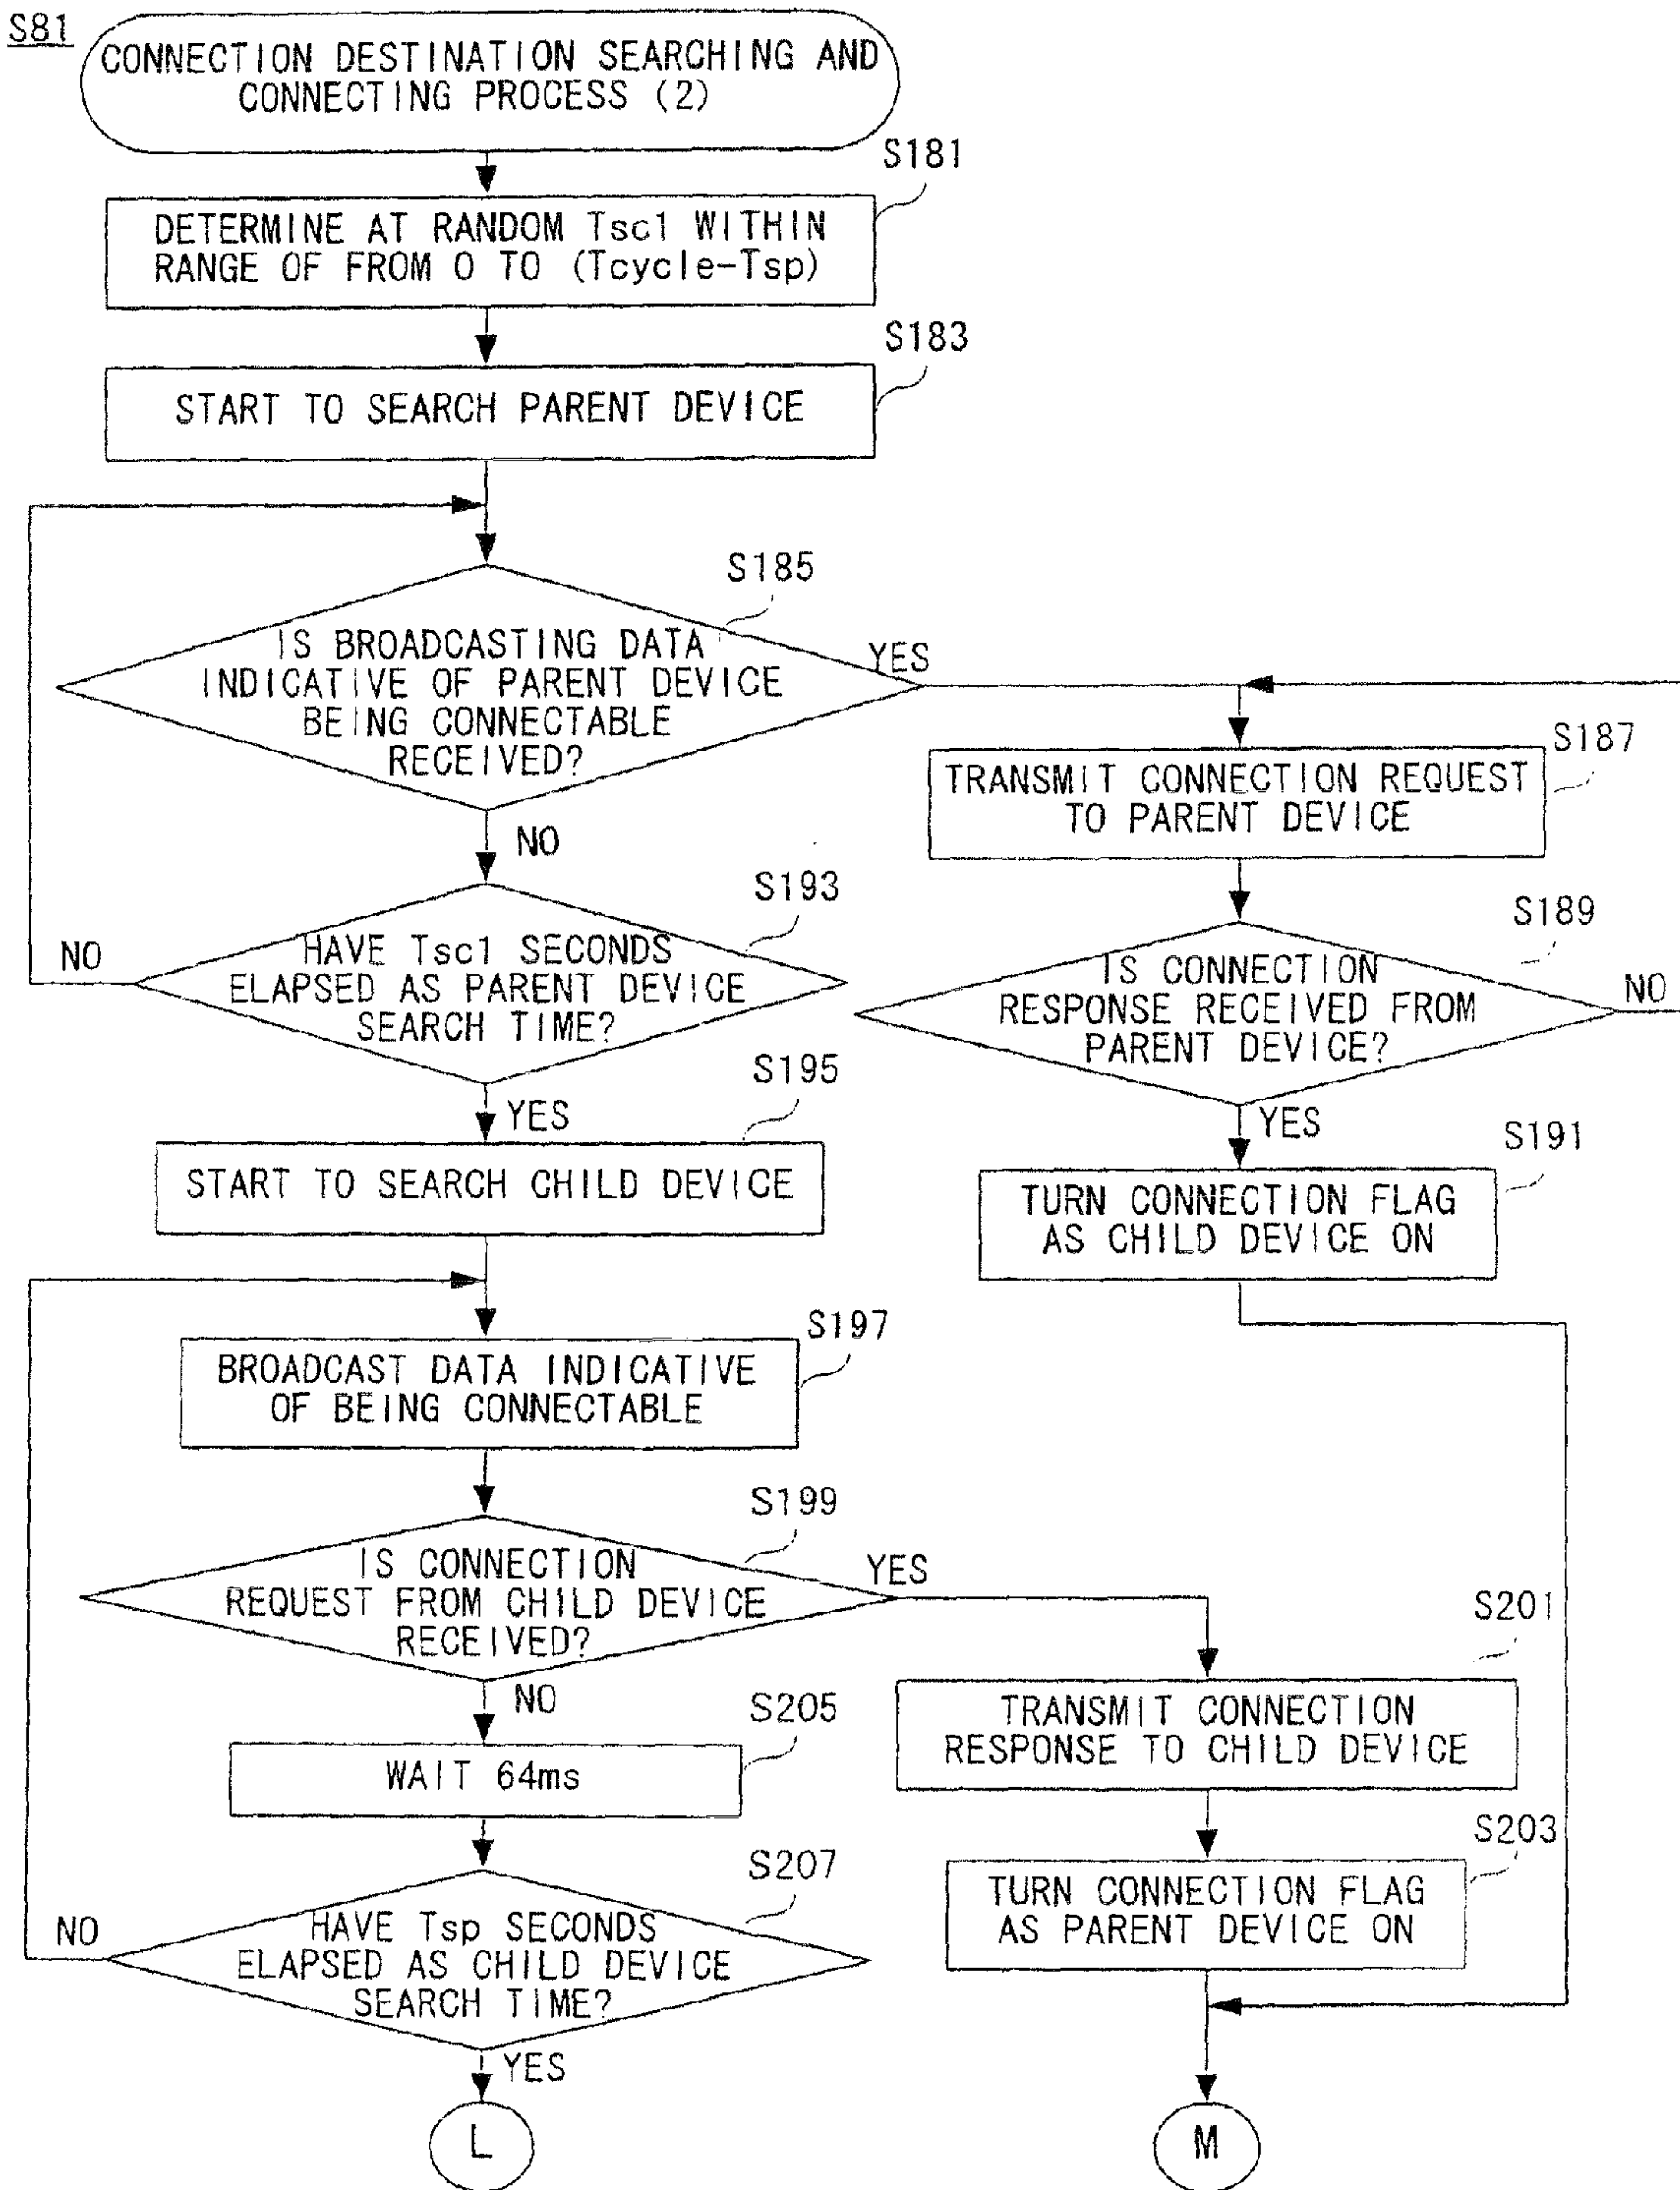 S81
CONNECTION DESTINATION SEARCHING AND
CONNECTING PROCESS (2)
S181
DETERMINE AT RANDOM Tsc1 WITHIN
RANGE OF FROM 0 TO (Tcycle-Tsp)
S183
START TO SEARCH PARENT DEVICE
S185
IS BROADCASTING DATA
INDICATIVE OF PARENT DEVICE
BEING CONNECTABLE
RECEIVED?
YES
NO
S187
TRANSMIT CONNECTION REQUEST
TO PARENT DEVICE
S193
HAVE Tsc1 SECONDS
ELAPSED AS PARENT DEVICE
SEARCH TIME?
NO
YES
S189
IS CONNECTION
RESPONSE RECEIVED FROM
PARENT DEVICE?
NO
YES
S195
START TO SEARCH CHILD DEVICE
S191
TURN CONNECTION FLAG
AS CHILD DEVICE ON
S197
BROADCAST DATA INDICATIVE
OF BEING CONNECTABLE
S199
IS CONNECTION
REQUEST FROM CHILD DEVICE
RECEIVED?
YES
NO
S201
TRANSMIT CONNECTION
RESPONSE TO CHILD DEVICE
S205
WAIT 64ms
S203
TURN CONNECTION FLAG
AS PARENT DEVICE ON
S207
HAVE Tsp SECONDS
ELAPSED AS CHILD DEVICE
SEARCH TIME?
NO
YES
L
M